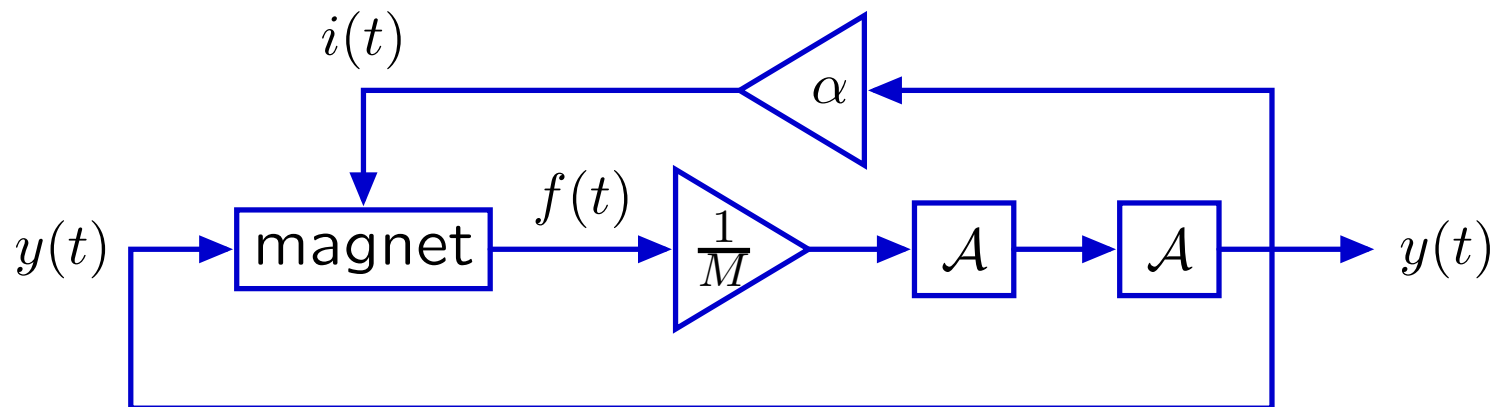 i(t)
α
y(t) magnet f(t) 1/M 𝒜 𝒜 y(t)